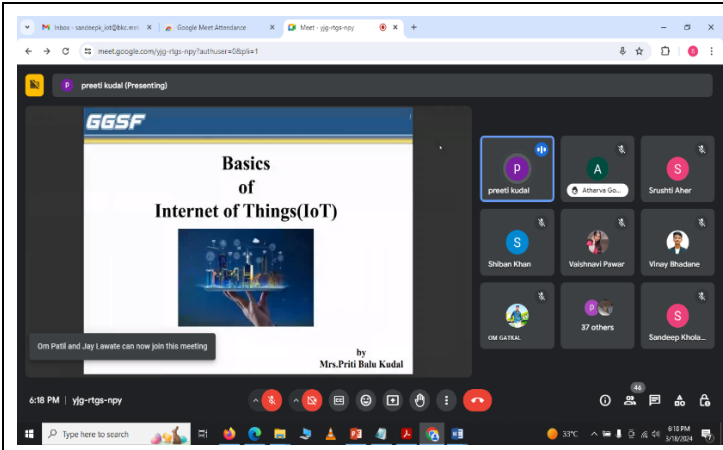 Inbox - sandeepk_iot@bkc.met
Google Meet Attendance
Meet - yjg-rtgs-npy
meet.google.com/yjg-rtgs-npy?authuser=0&pli=1
S
P
preeti kudal (Presenting)
GGSF
Basics
of
Internet of Things(IoT)
by
Mrs.Priti Balu Kudal
Om Patil and Jay Lawate can now join this meeting
P
preeti kudal
A
Atharva Go...
S
Srushti Aher
S
Shiban Khan
Vaishnavi Pawar
Vinay Bhadane
OM GATKAL
P
37 others
S
Sandeep Khola...
6:18 PM | yjg-rtgs-npy
46
Type here to search
33°C
6:18 PM
3/18/2024